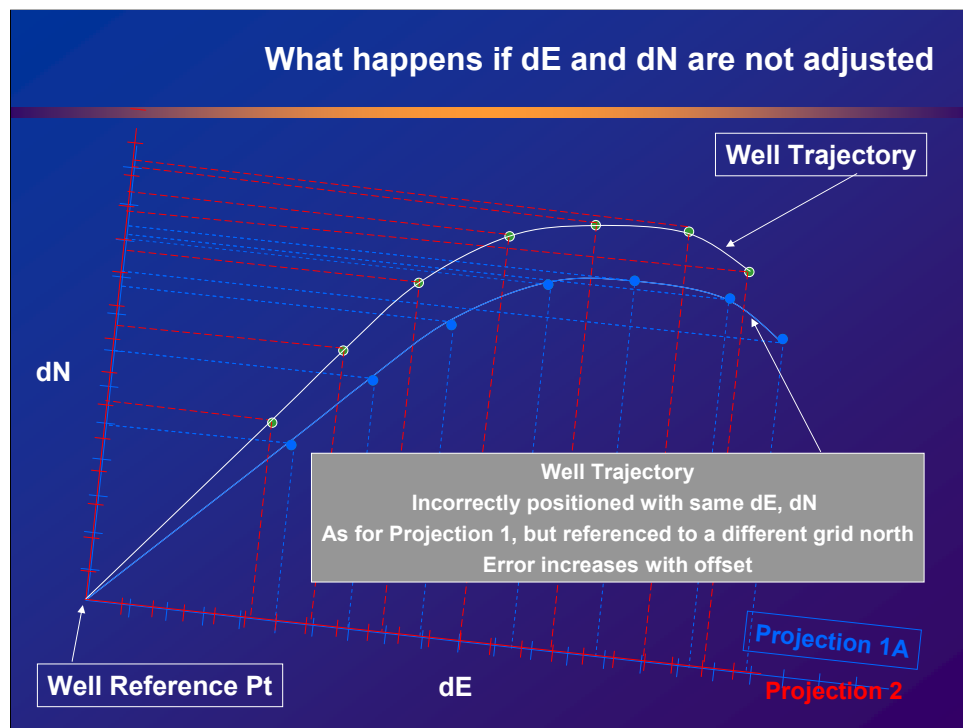 What happens if dE and dN are not adjusted
Well Trajectory
dN
Well Trajectory
Incorrectly positioned with same dE, dN
As for Projection 1, but referenced to a different grid north
Error increases with offset
Projection 1A
Well Reference Pt
dE
Projection 2